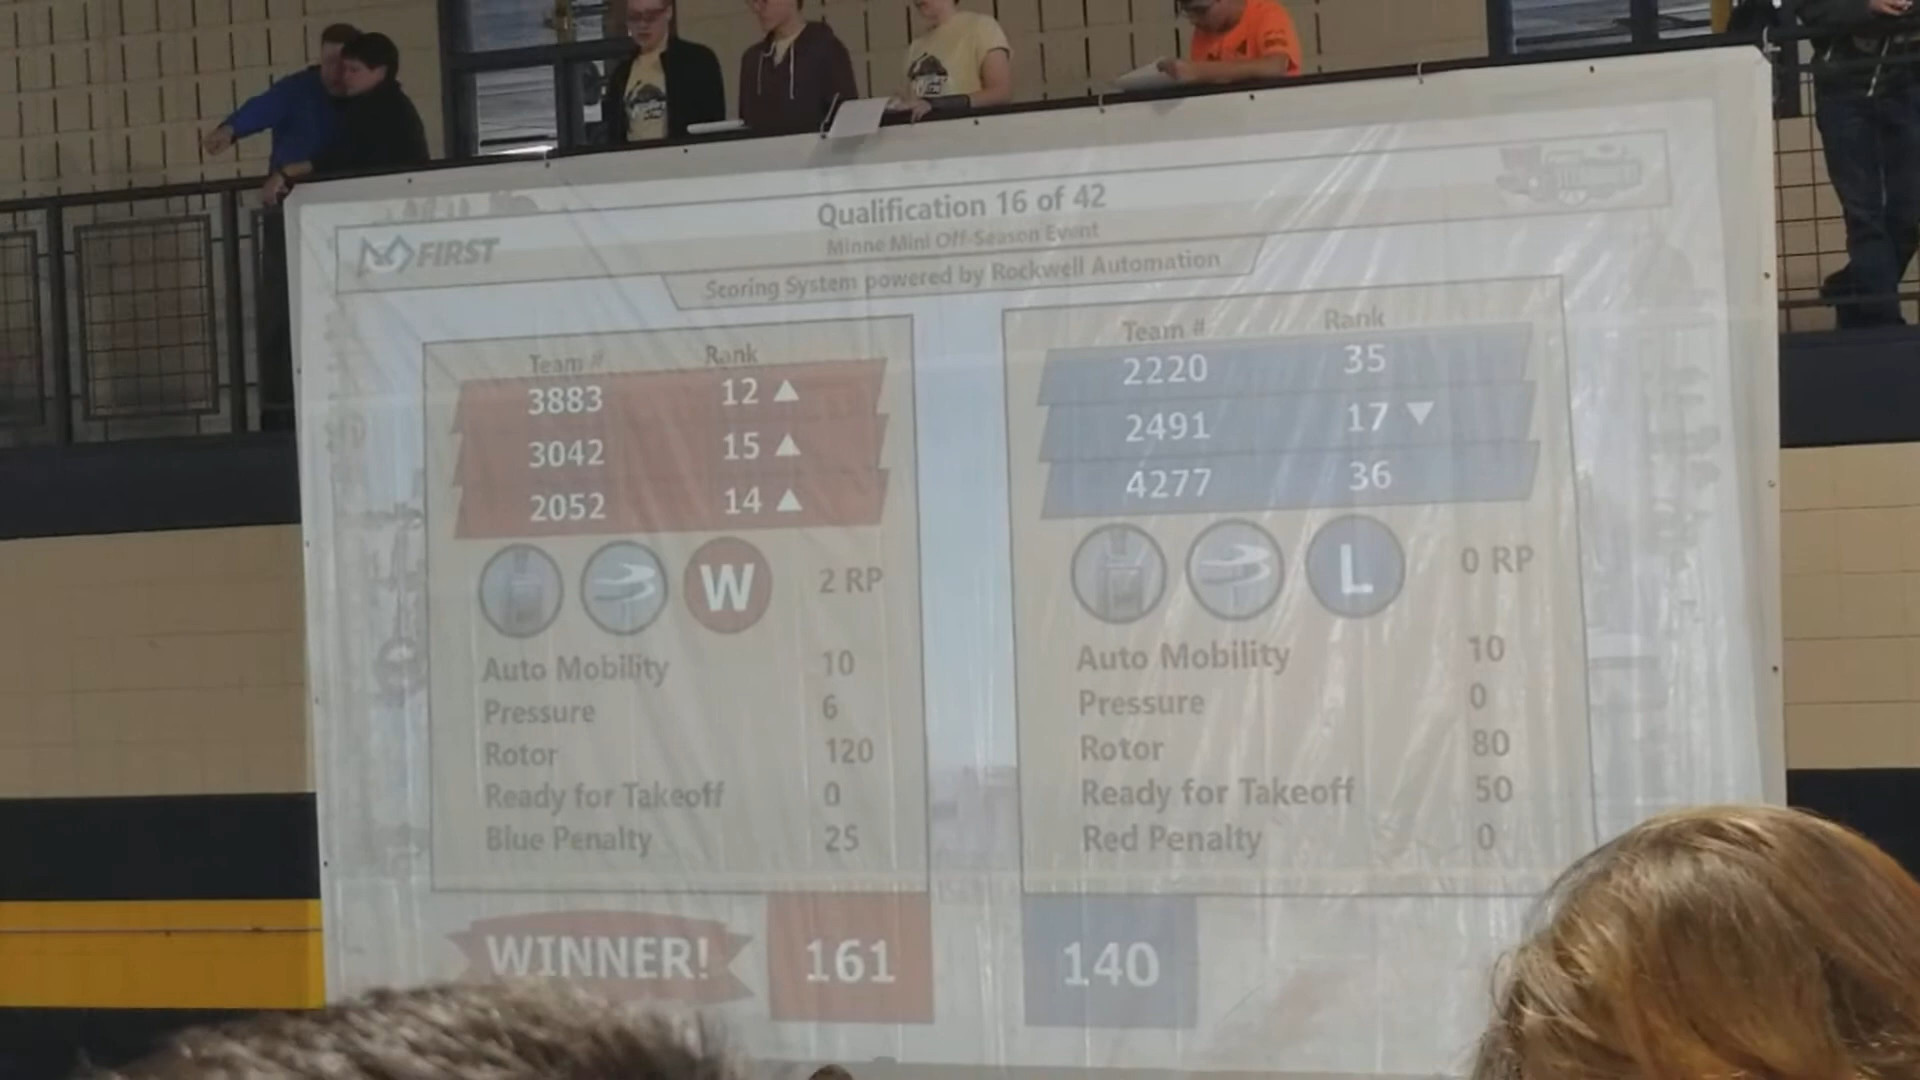 Qualification 16 of 42
FIRST
Minne Mini Off-Season Event
Scoring System powered by Rockwell Automation
Team # Rank
3883 12 ▲
3042 15 ▲
2052 14 ▲
W 2 RP
Auto Mobility 10
Pressure 6
Rotor 120
Ready for Takeoff 0
Blue Penalty 25
WINNER! 161
Team # Rank
2220 35
2491 17 ▼
4277 36
L 0 RP
Auto Mobility 10
Pressure 0
Rotor 80
Ready for Takeoff 50
Red Penalty 0
140